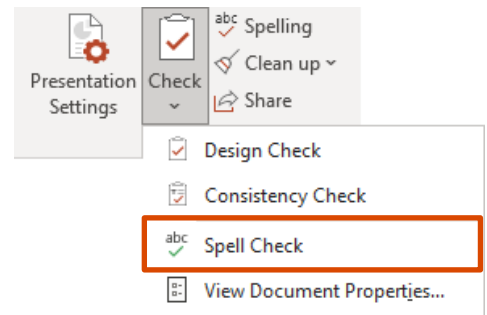 Presentation
Settings
Check
abc Spelling
Clean up
Share
Design Check
Consistency Check
abc Spell Check
View Document Properties...